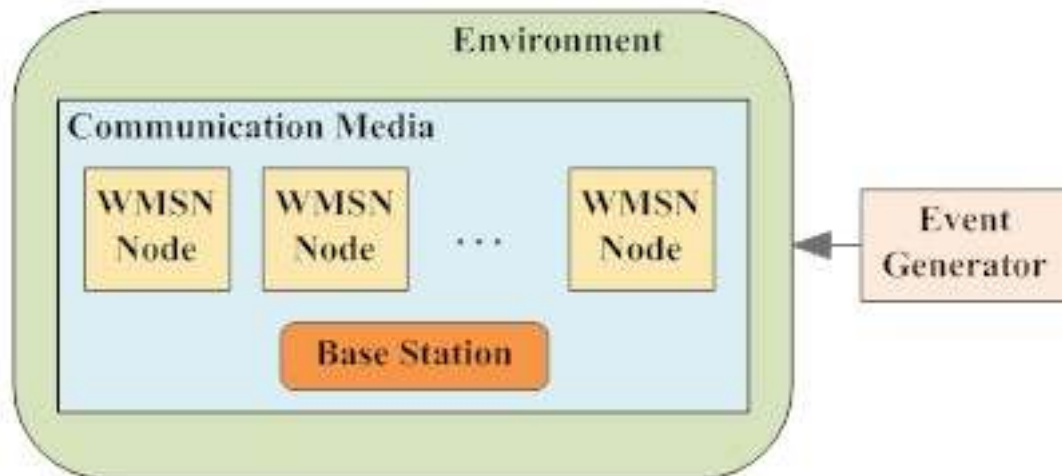 Environment
Communication Media
WMSN
Node
WMSN
Node
...
WMSN
Node
Event
Generator
Base Station